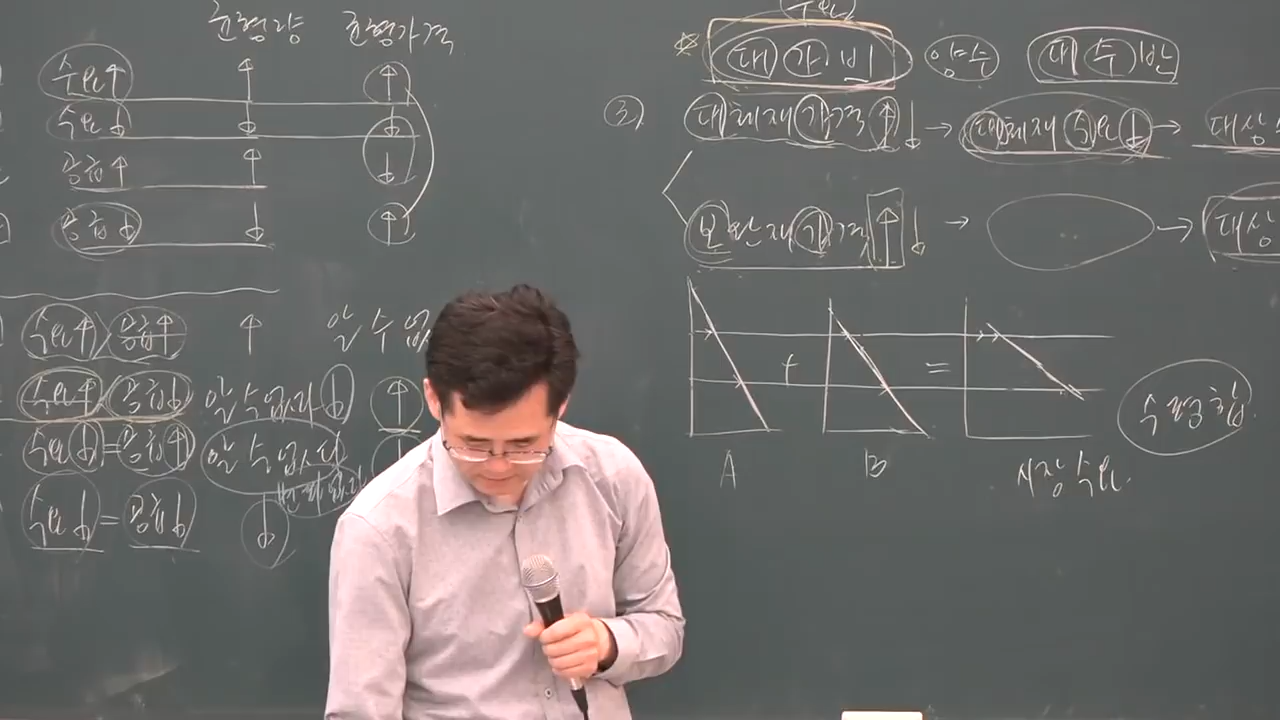 균형량 균형가격
수요↑ ↑ ↑
수요↓ ↓ ↑
공급↑ ↑ ↓
공급↓ ↓ ↑
수요↑ 공급↑ ↑ 알 수 없
수요↑ 공급↓ 알 수 없다 ↓ ↑
수요↓=공급↑ 알 수 없다
수요↓=공급↓ ↓
대 가 비 양수 대 수 반
③ 대체재 가격↑↓ → 대체재 수요↓ → 대상
보완재 가격↑↓ → → 대상
+ =
A B 시장수요
수평합